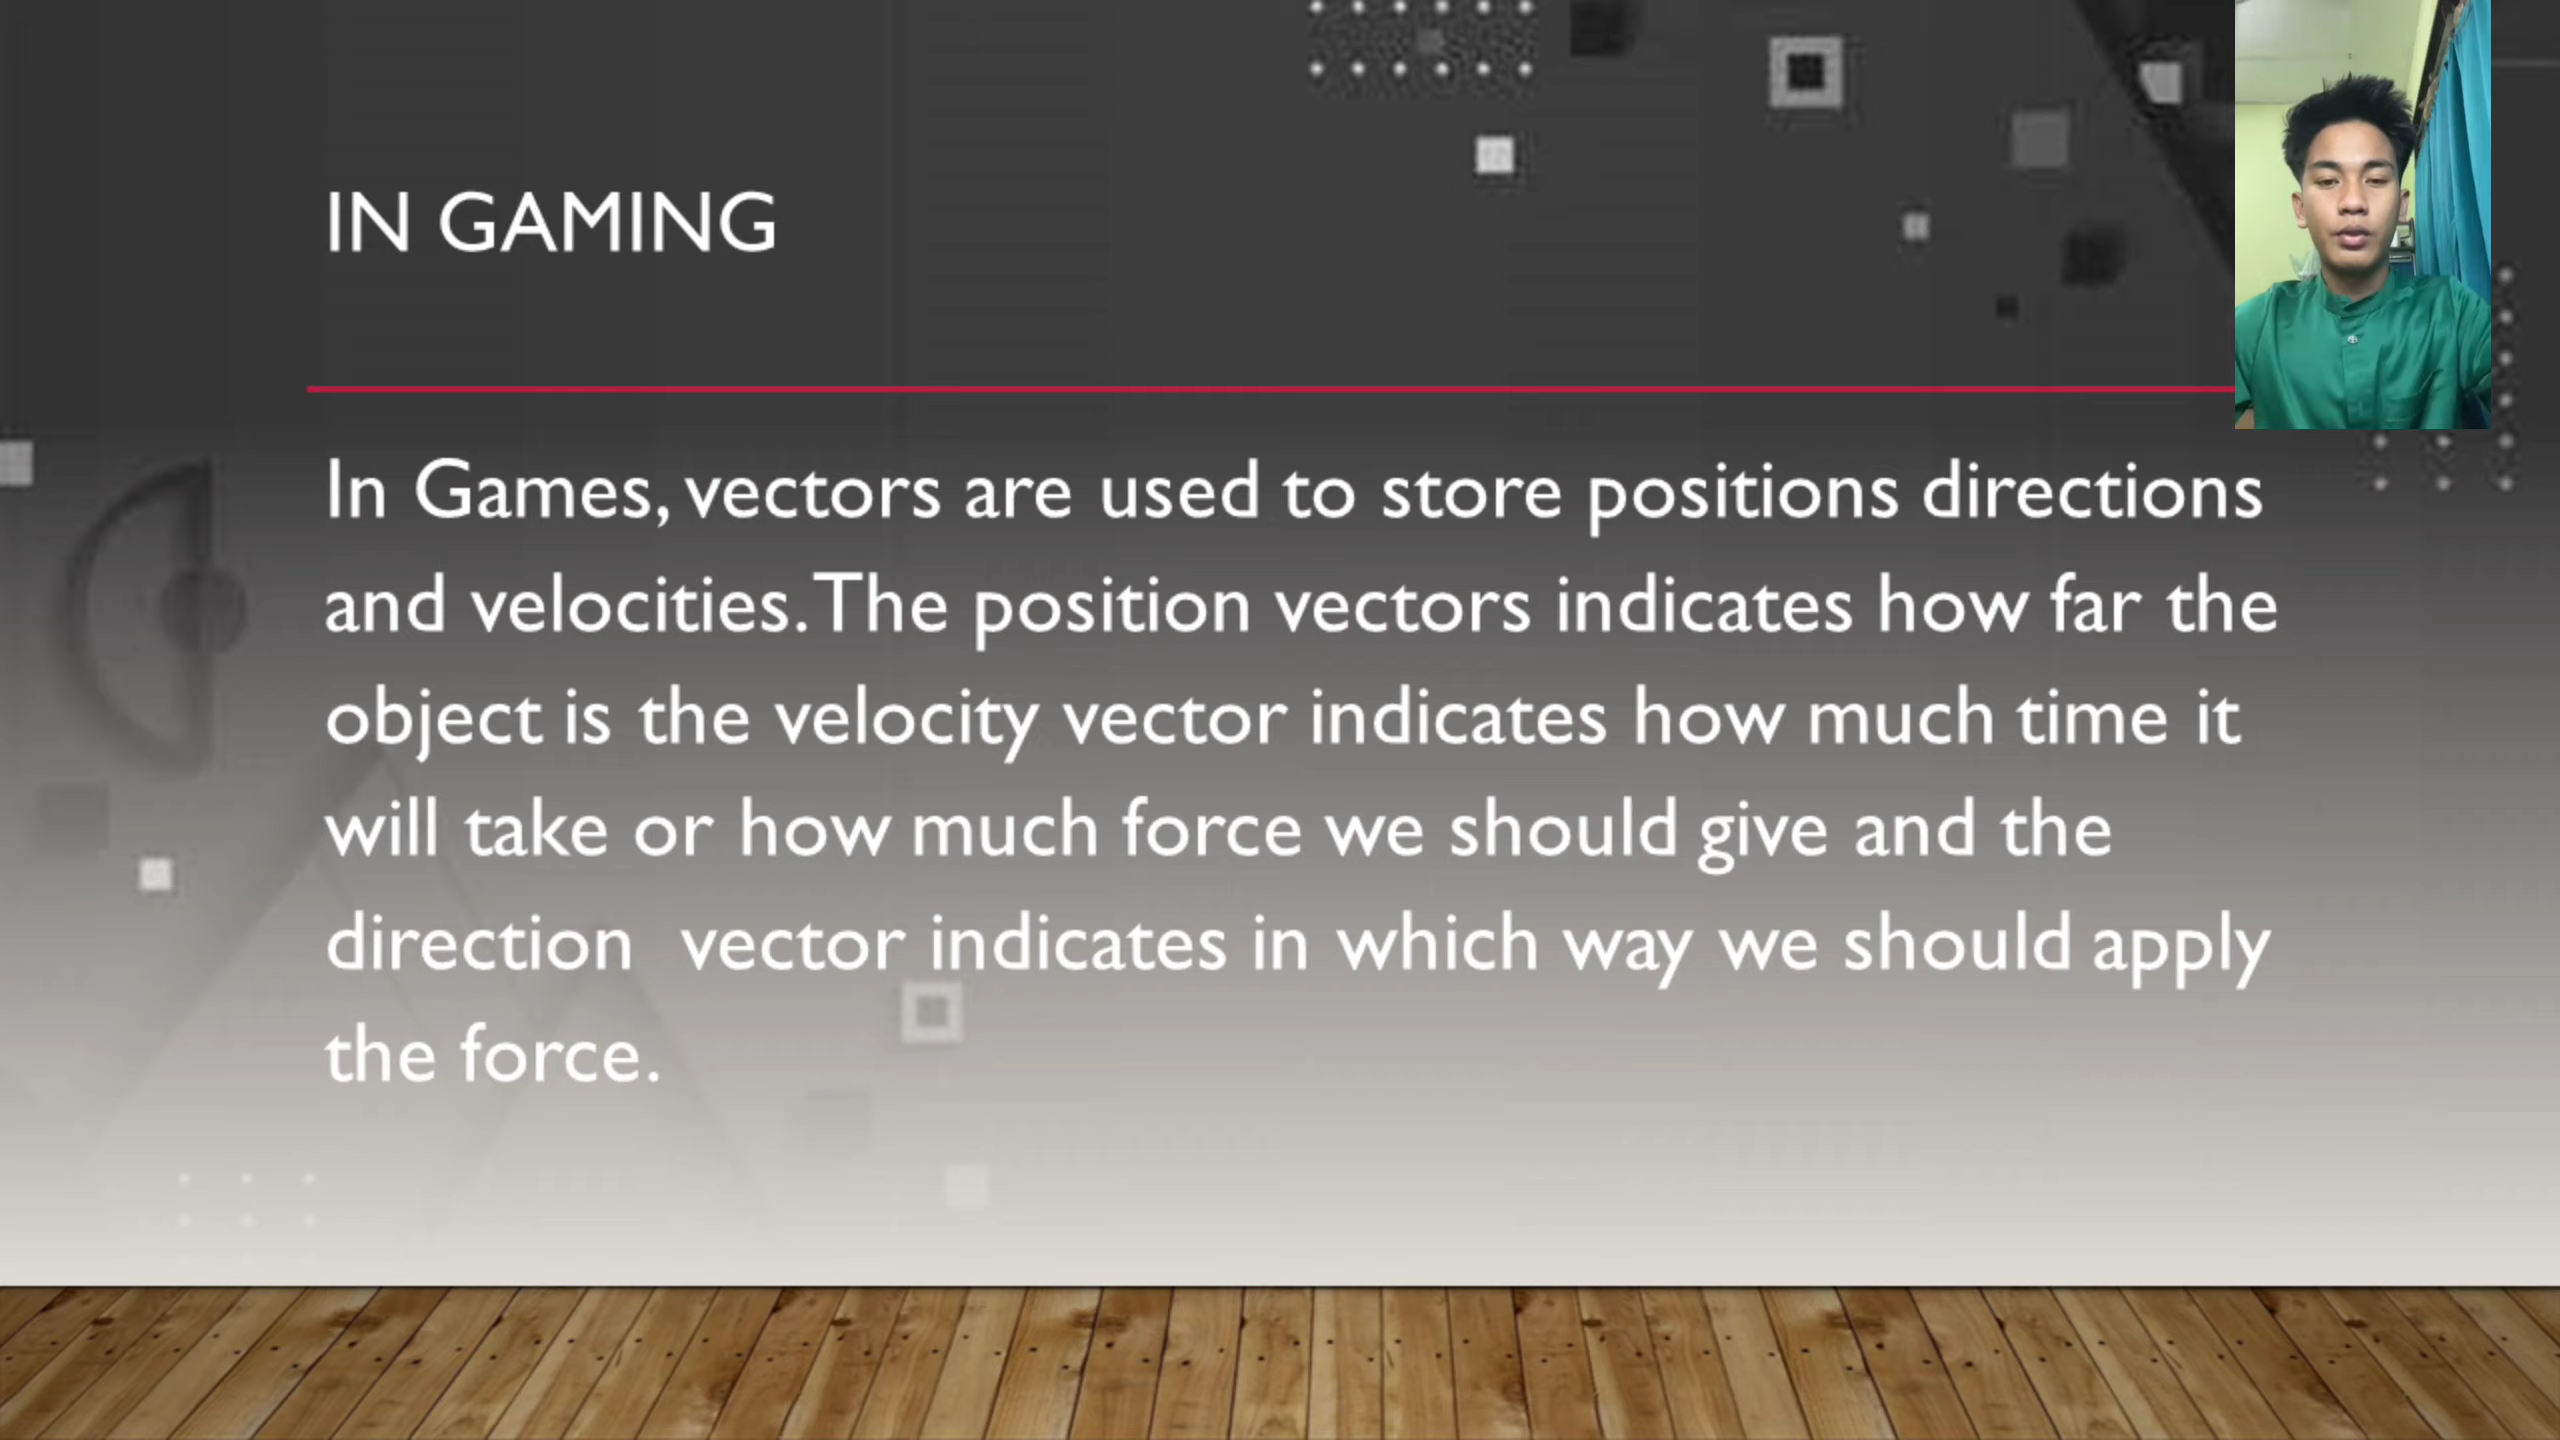 IN GAMING
In Games, vectors are used to store positions directions
and velocities. The position vectors indicates how far the
object is the velocity vector indicates how much time it
will take or how much force we should give and the
direction  vector indicates in which way we should apply
the force.